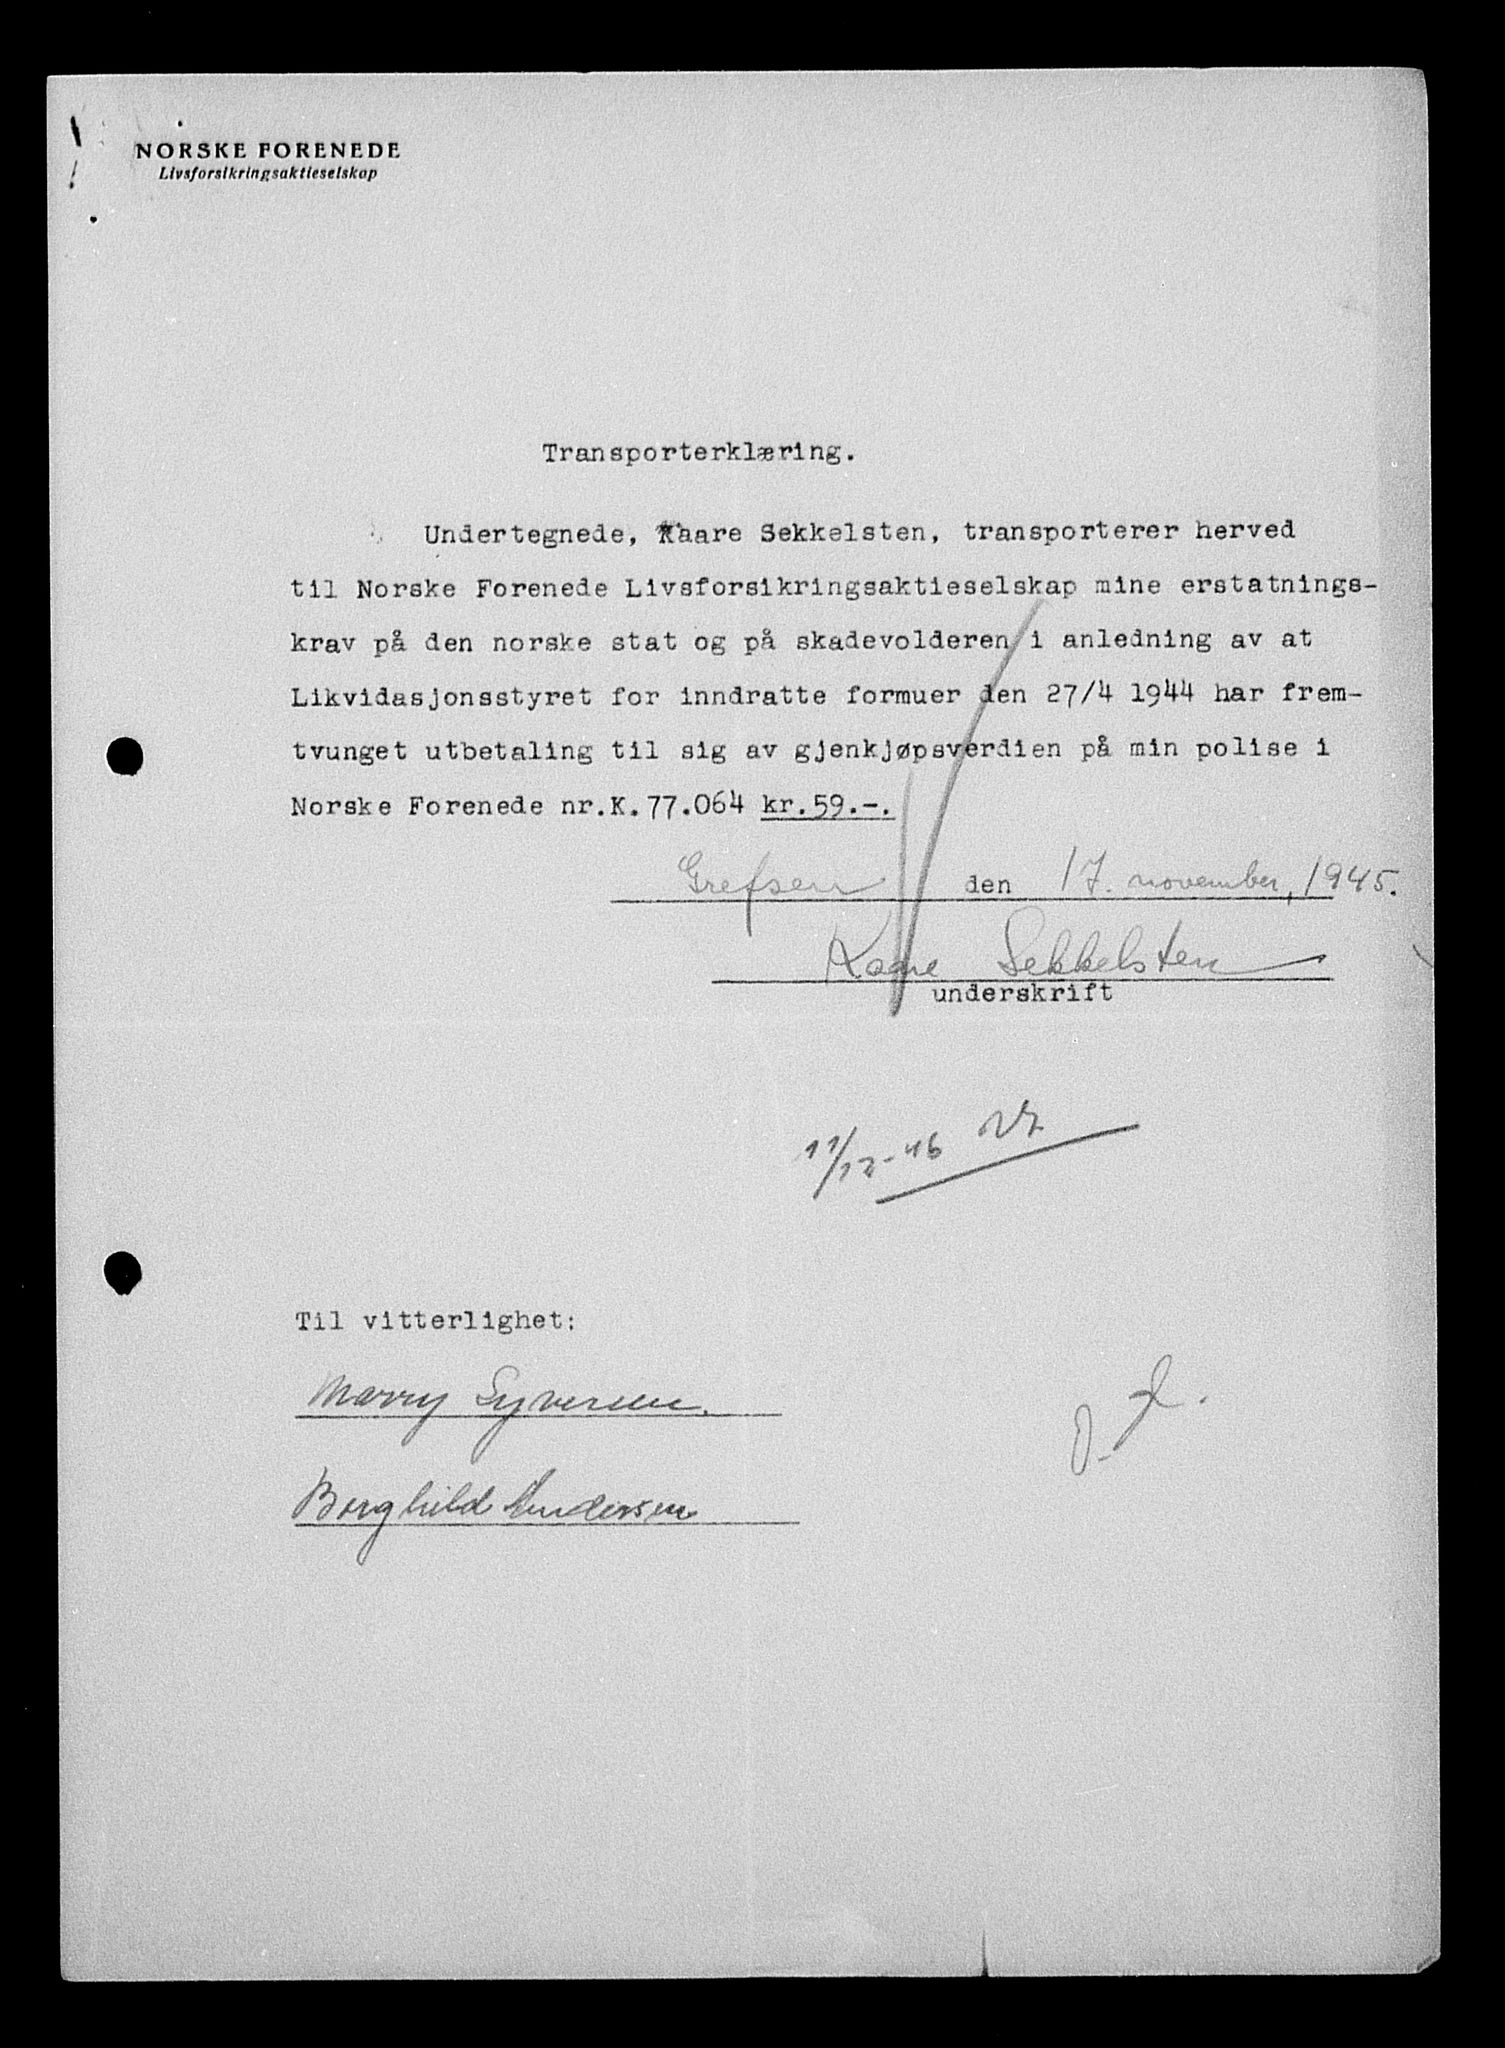 NORSKE FORENEDE
Livsforsikringsaktieselskap
Transporterklæring.
Undertegnede, Kaare Sekkelsten, transporterer herved
til Norske Forenede Livsforsikringsaktieselskap mine erstatnings-
krav på den norske stat og på skadevolderen i anledning av at
Likvidasjonsstyret for inndratte formuer den 27/4 1944 har frem-
tvunget utbetaling til sig av gjenkjøpsverdien på min polise i
Norske Forenede nr.K.77.064 kr.59.-.
Grefsen den 17. november, 1945.
Kaare Sekkelsten
underskrift
11/12-46
Til vitterlighet:
Marry Syversen.
Borghild Andersen